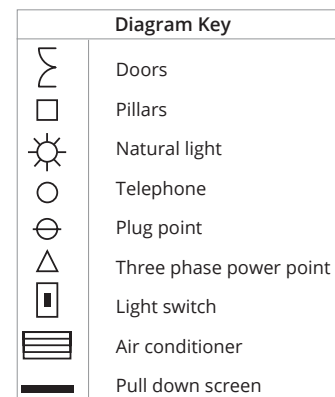 Diagram Key
Doors
Pillars
Natural light
Telephone
Plug point
Three phase power point
Light switch
Air conditioner
Pull down screen